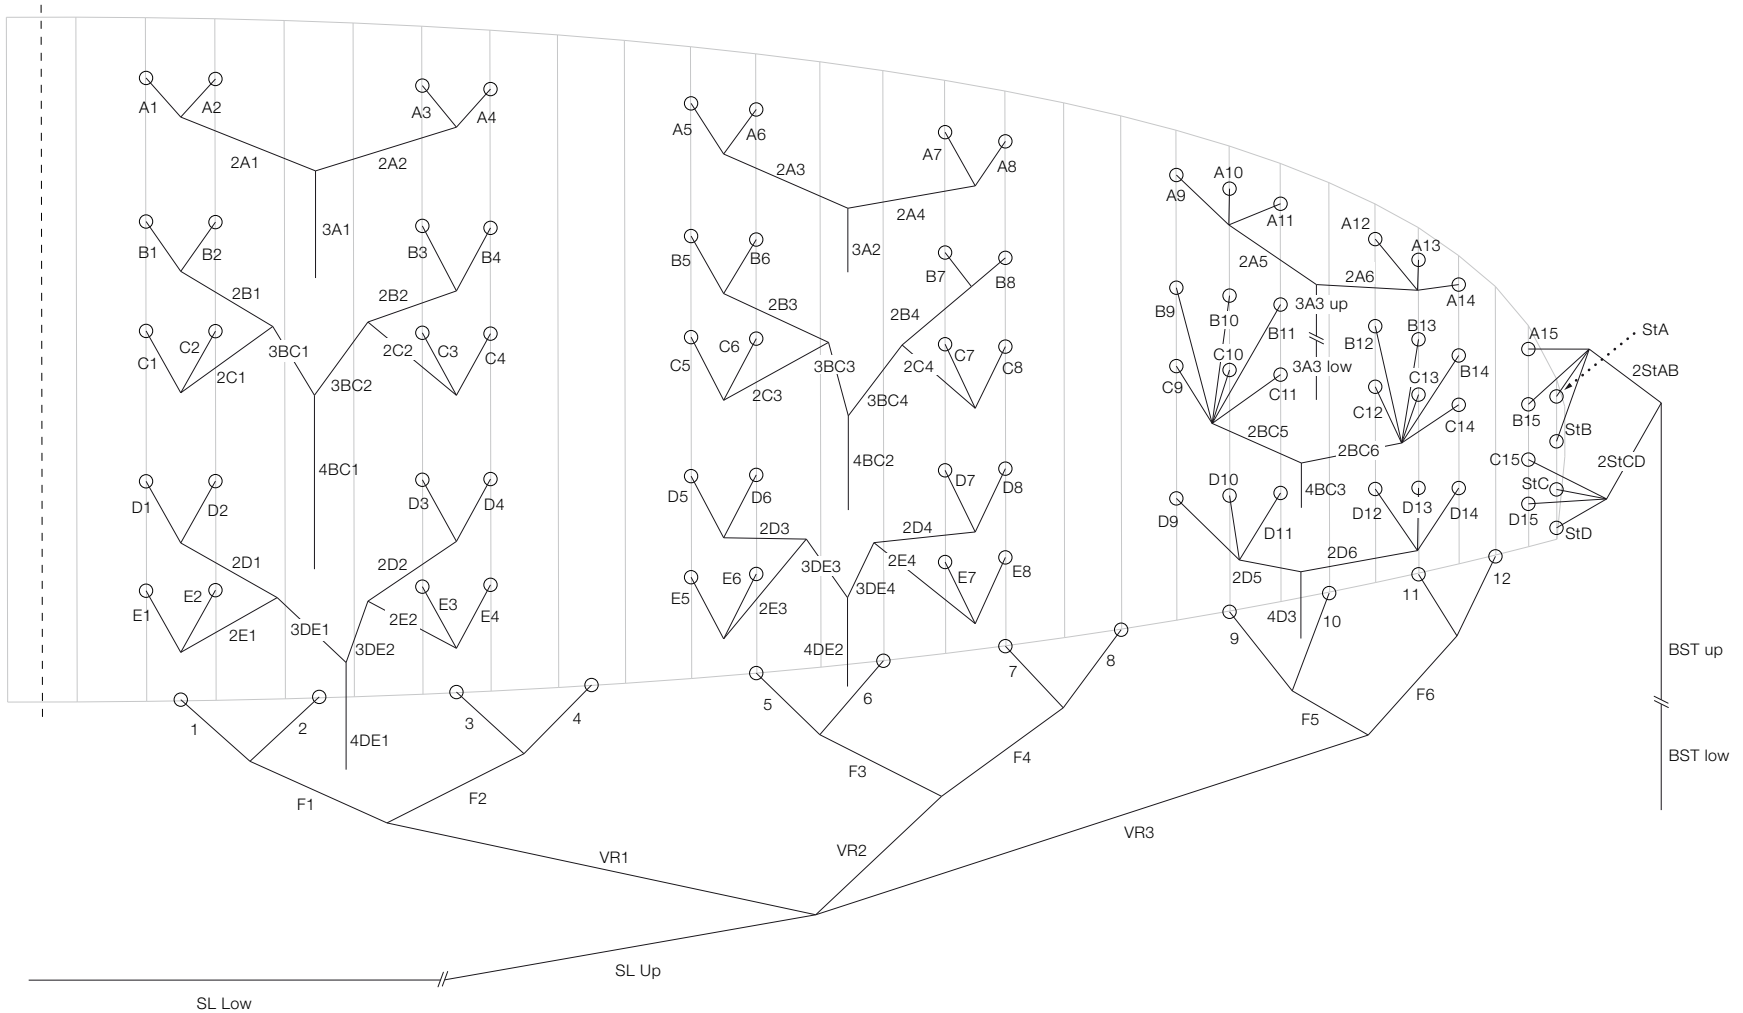 A1
A2
A3
A4
2A1
2A2
3A1
A5
A6
A7
A8
2A3
2A4
3A2
A9
A10
A11
A12
A13
A14
2A5
2A6
3A3 up
3A3 low
B1
B2
B3
B4
2B1
2B2
C1
C2
C3
C4
2C1
2C2
3BC1
3BC2
4BC1
B5
B6
B7
B8
2B3
2B4
C5
C6
C7
C8
2C3
2C4
3BC3
3BC4
4BC2
B9
B10
B11
B12
B13
B14
C9
C10
C11
C12
C13
C14
2BC5
2BC6
4BC3
A15
StA
2StAB
B15
StB
C15
2StCD
StC
D15
StD
D1
D2
D3
D4
2D1
2D2
E1
E2
E3
E4
2E1
2E2
3DE1
3DE2
4DE1
D5
D6
D7
D8
2D3
2D4
E5
E6
E7
E8
2E3
2E4
3DE3
3DE4
4DE2
D9
D10
D11
D12
D13
D14
2D5
2D6
4D3
1
2
3
4
5
6
7
8
9
10
11
12
F1
F2
F3
F4
F5
F6
VR1
VR2
VR3
BST up
BST low
SL Up
SL Low